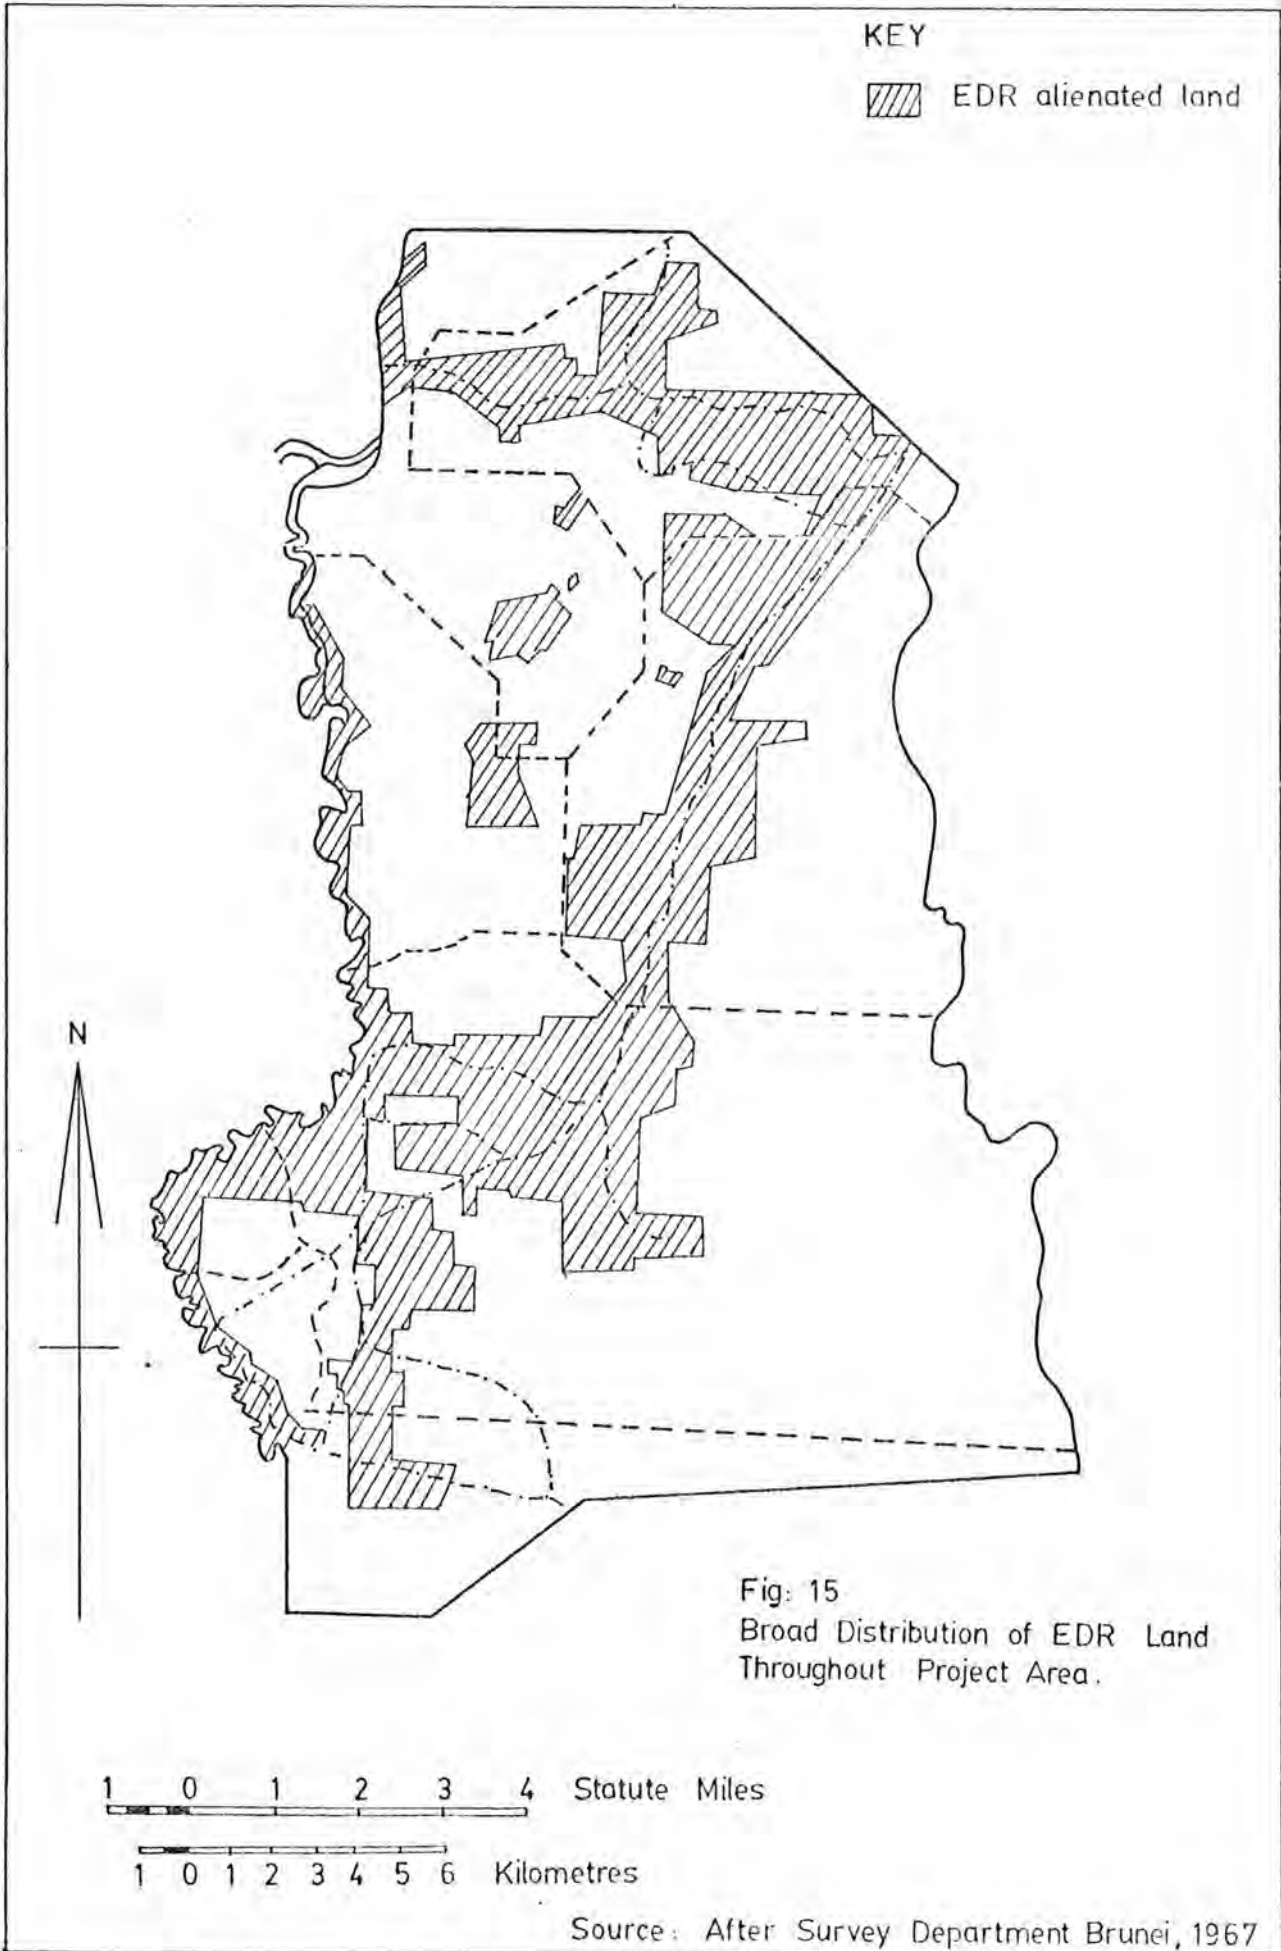 KEY
EDR alienated land
N
Fig: 15
Broad Distribution of EDR Land
Throughout Project Area.
1 0 1 2 3 4 Statute Miles
1 0 1 2 3 4 5 6 Kilometres
Source: After Survey Department Brunei, 1967